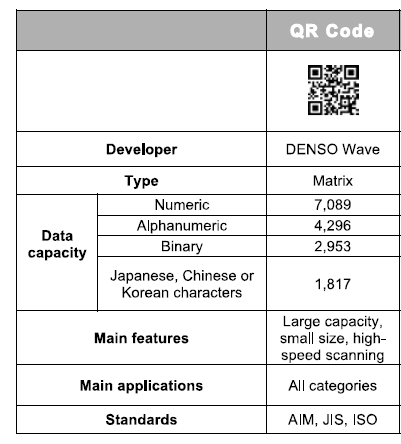 QR Code
Developer
DENSO Wave
Type
Matrix
Data
capacity
Numeric
7,089
Alphanumeric
4,296
Binary
2,953
Japanese, Chinese or
Korean characters
1,817
Main features
Large capacity,
small size, high-
speed scanning
Main applications
All categories
Standards
AIM, JIS, ISO